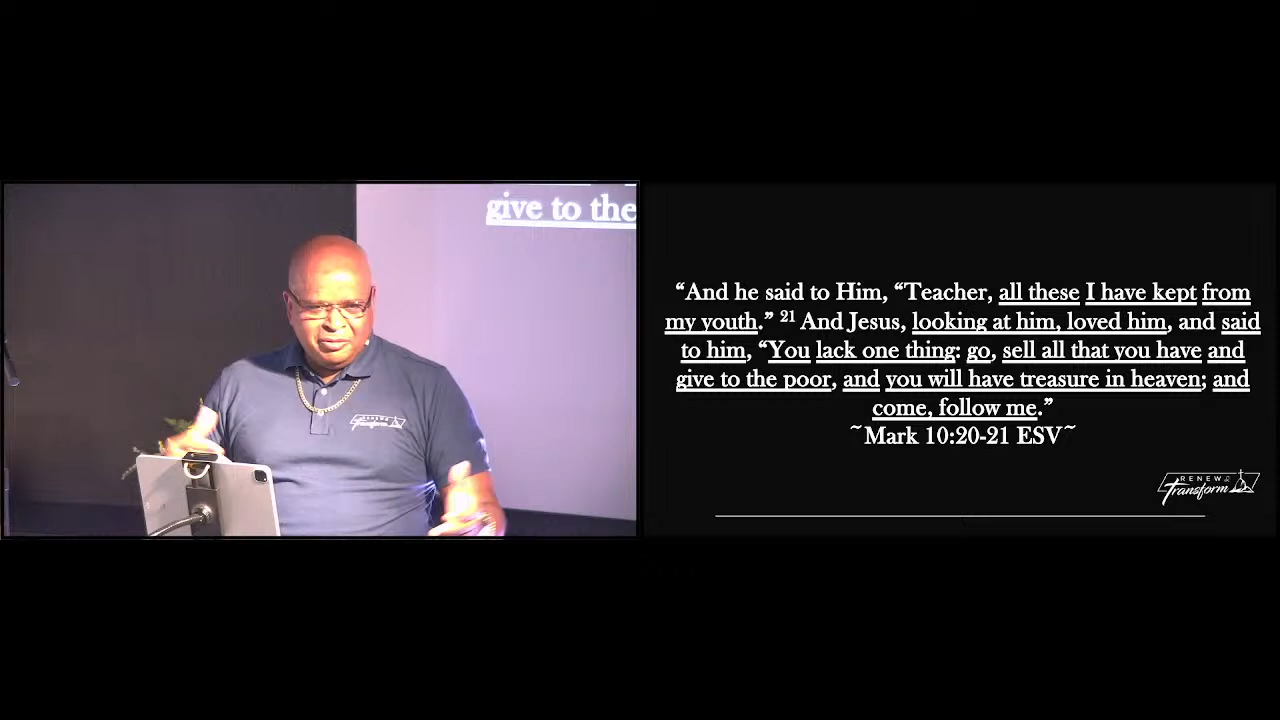 give to the
RENEW
Transform
“And he said to Him, “Teacher, all these I have kept from
my youth.” 21 And Jesus, looking at him, loved him, and said
to him, “You lack one thing: go, sell all that you have and
give to the poor, and you will have treasure in heaven; and
come, follow me.”
~Mark 10:20-21 ESV~
RENEW &
Transform